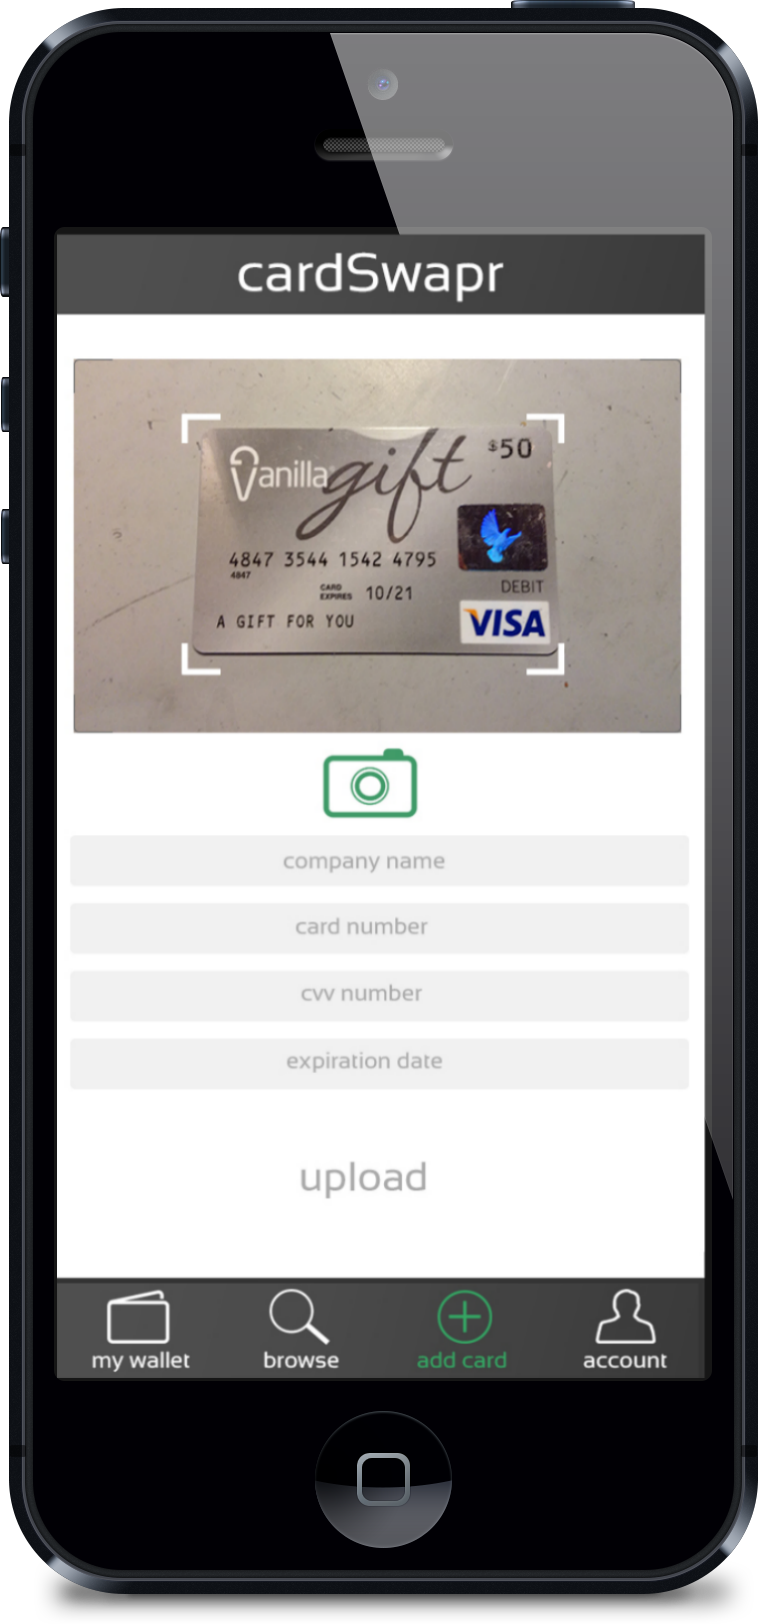 cardSwapr
Vanilla gift
$50
4847 3544 1542 4795
4847
CARD EXPIRES 10/21
DEBIT
A GIFT FOR YOU
VISA
company name
card number
cvv number
expiration date
upload
my wallet
browse
add card
account